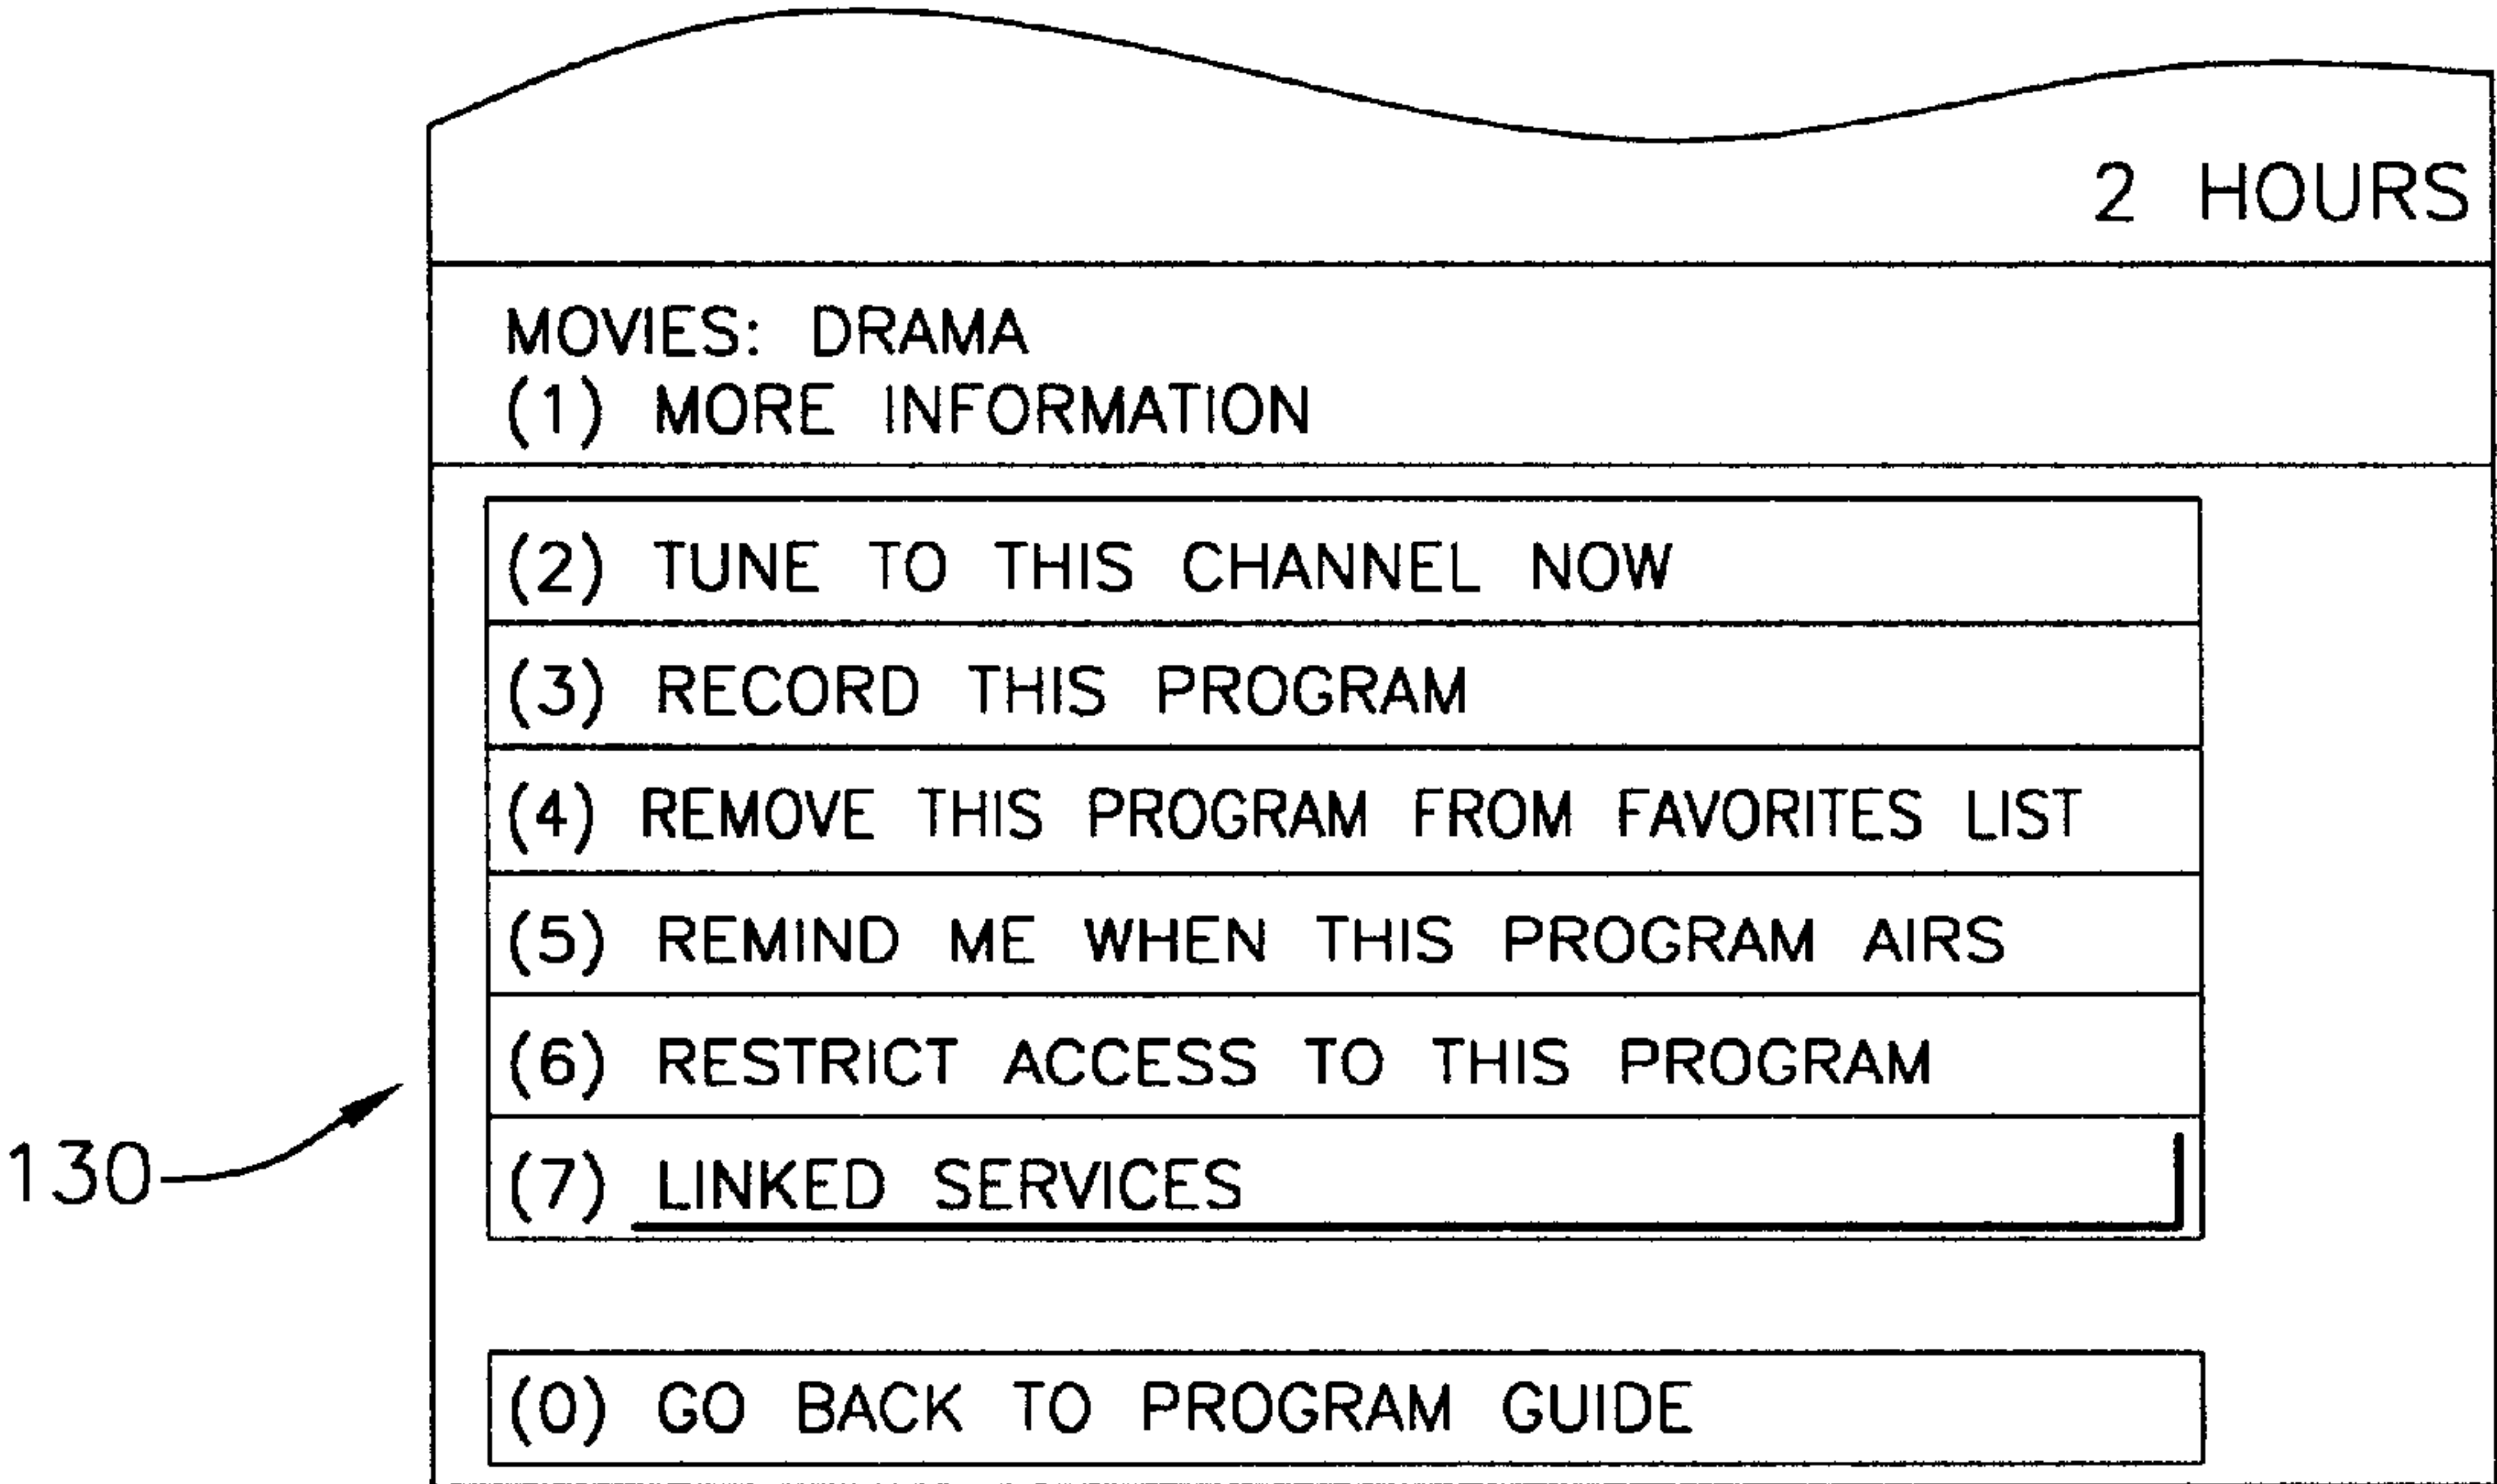 2 HOURS
MOVIES: DRAMA
(1) MORE INFORMATION
(2) TUNE TO THIS CHANNEL NOW
(3) RECORD THIS PROGRAM
(4) REMOVE THIS PROGRAM FROM FAVORITES LIST
(5) REMIND ME WHEN THIS PROGRAM AIRS
(6) RESTRICT ACCESS TO THIS PROGRAM
130
(7) LINKED SERVICES
(0) GO BACK TO PROGRAM GUIDE